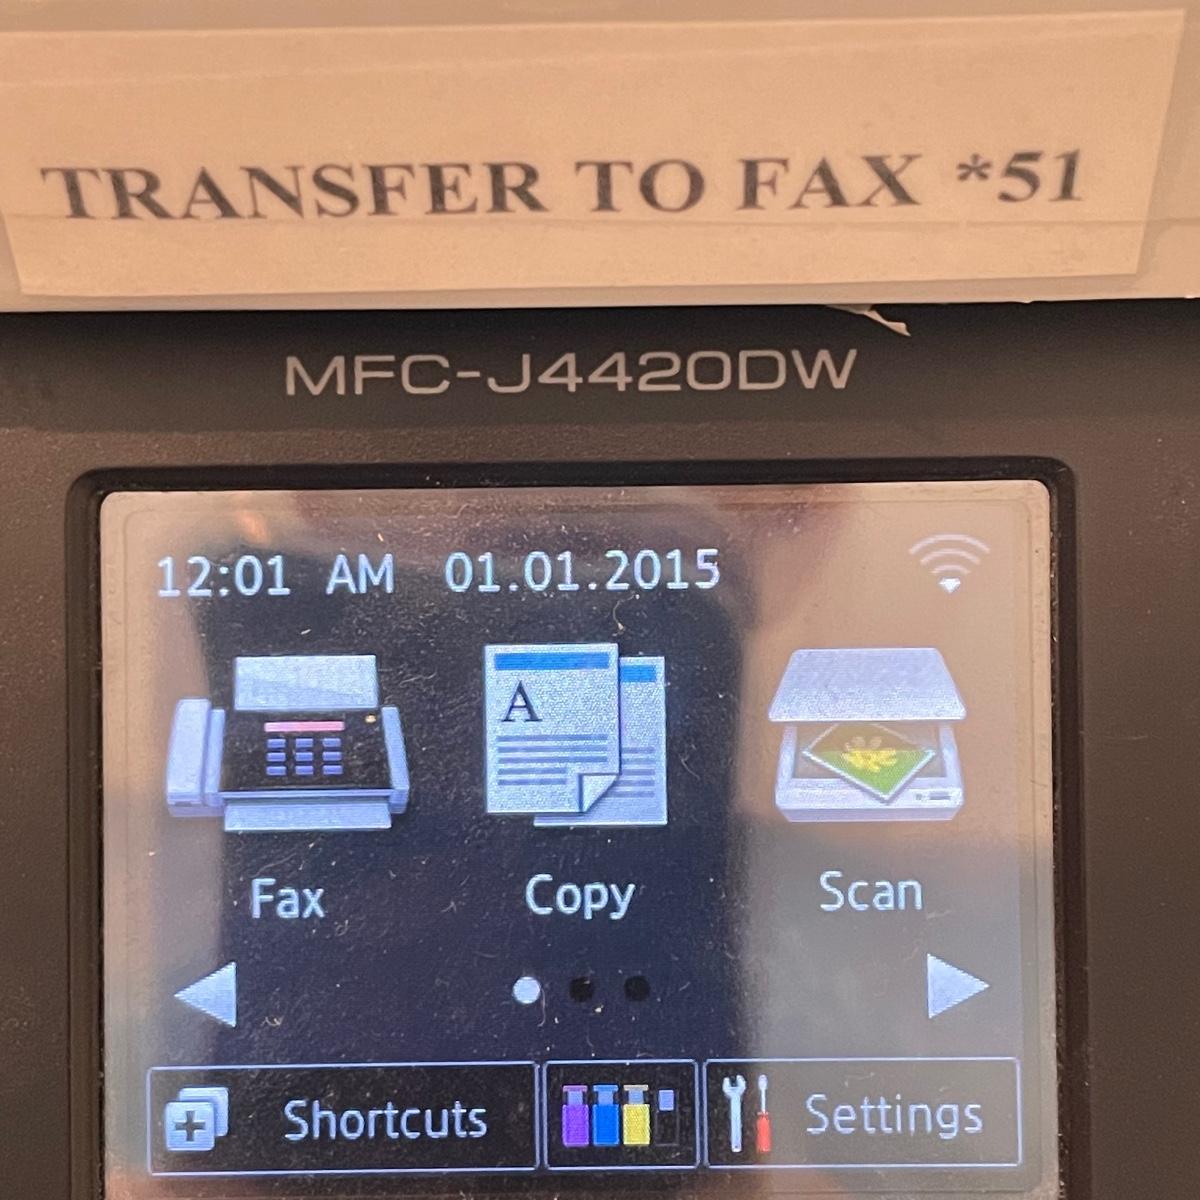 TRANSFER TO FAX *51
MFC-J4420DW
12:01 AM 01.01.2015
A
Fax Copy Scan
Shortcuts Settings